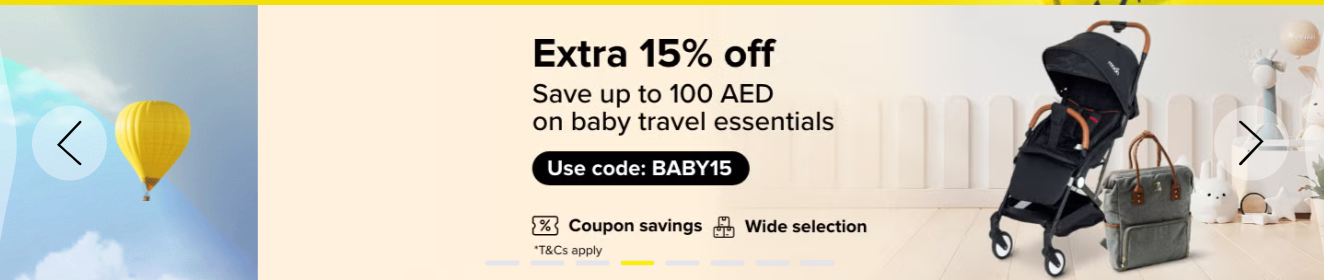 Extra 15% off
Save up to 100 AED
on baby travel essentials
Use code: BABY15
Coupon savings Wide selection
*T&Cs apply